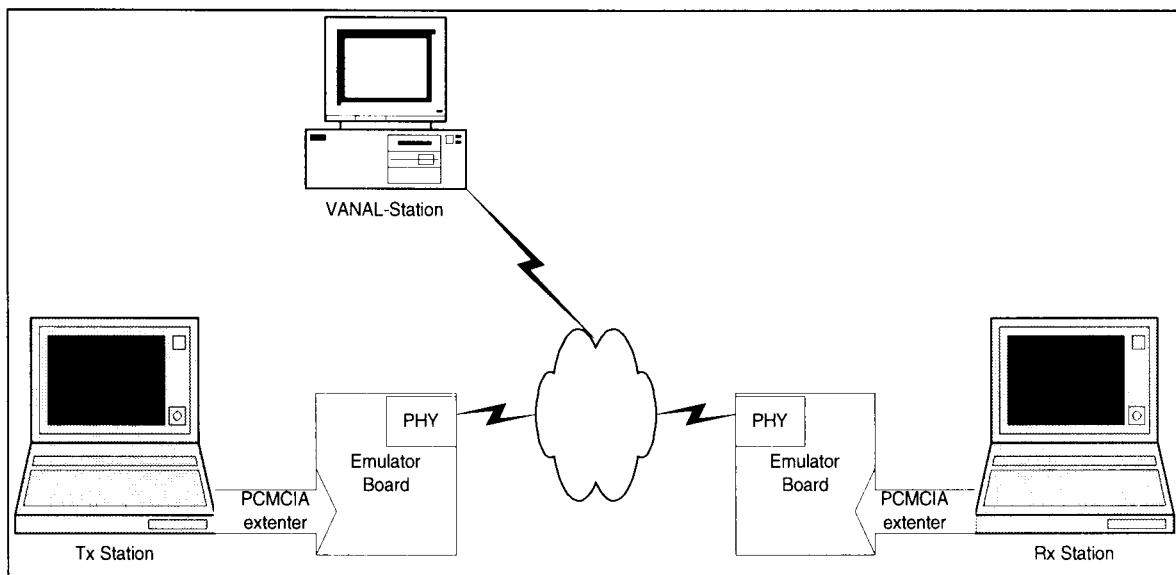 VANAL-Station
PHY
Emulator
Board
PCMCIA
extenter
Tx Station
PHY
Emulator
Board
PCMCIA
extenter
Rx Station